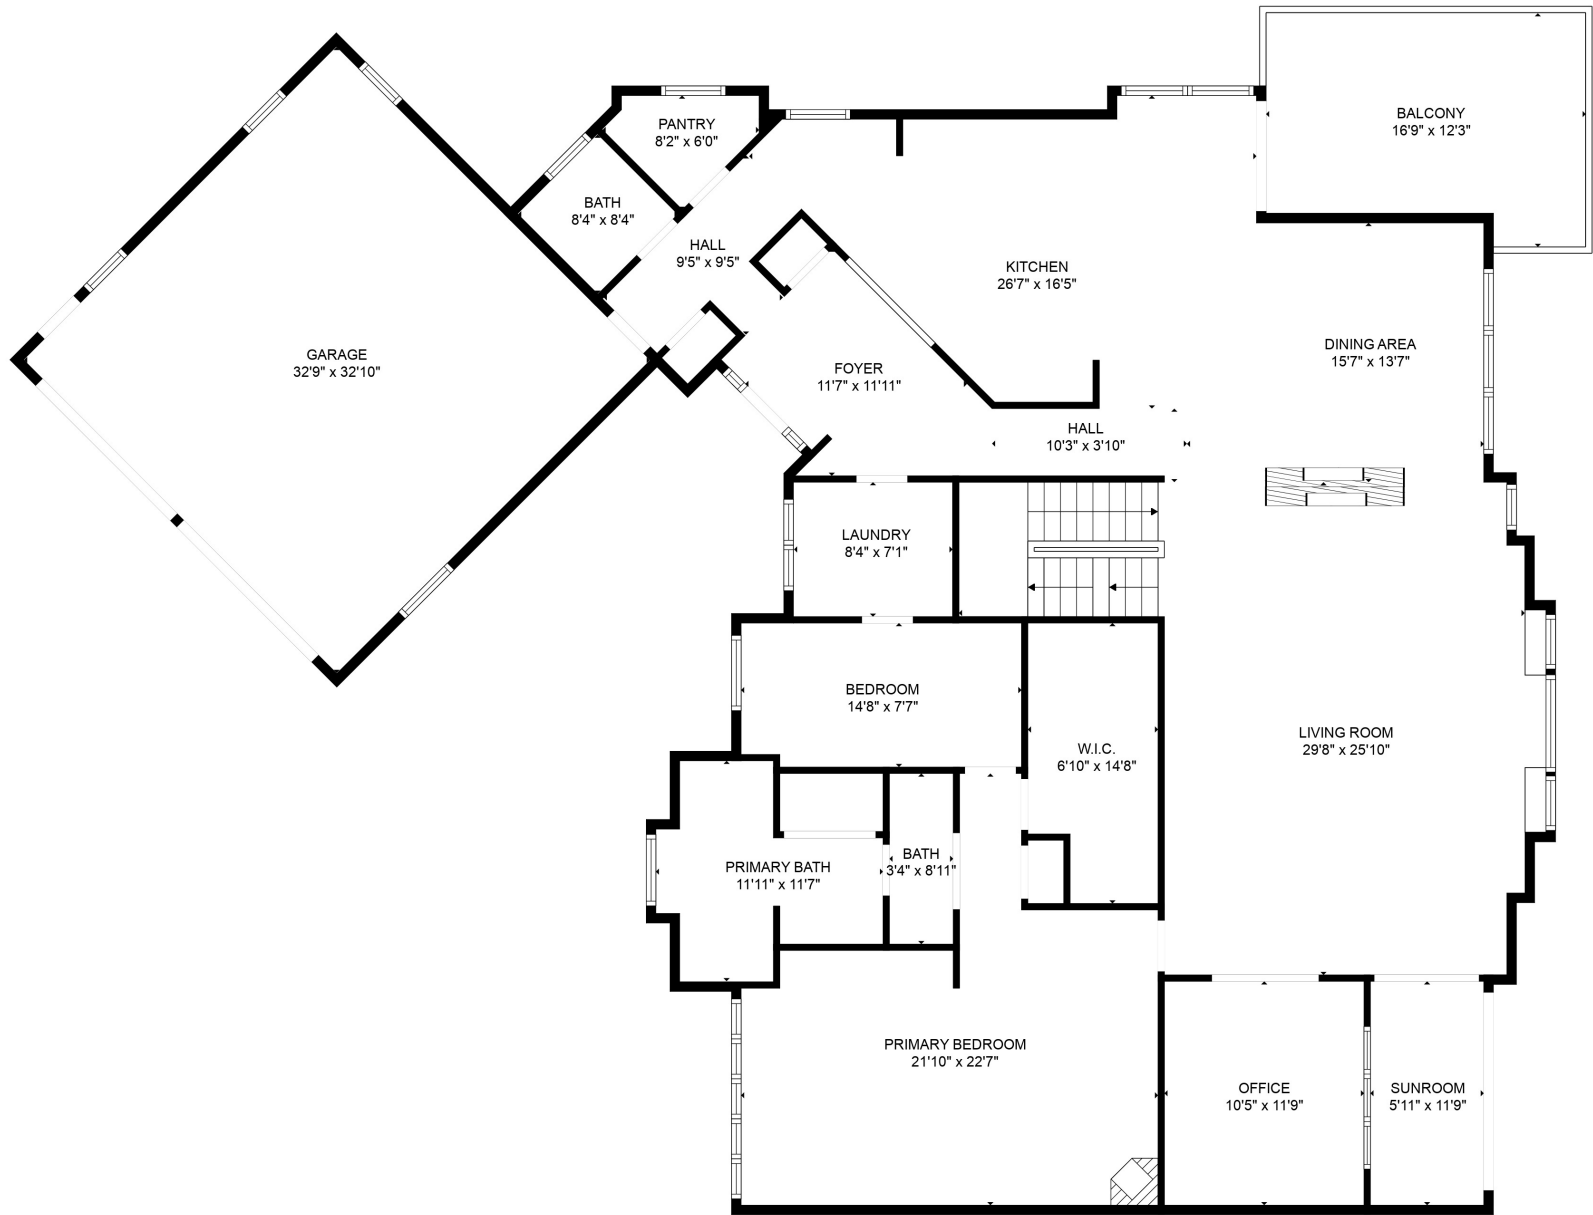 BALCONY
16'9" x 12'3"
PANTRY
8'2" x 6'0"
BATH
8'4" x 8'4"
HALL
9'5" x 9'5"
KITCHEN
26'7" x 16'5"
DINING AREA
15'7" x 13'7"
GARAGE
32'9" x 32'10"
FOYER
11'7" x 11'11"
HALL
10'3" x 3'10"
LAUNDRY
8'4" x 7'1"
BEDROOM
14'8" x 7'7"
W.I.C.
6'10" x 14'8"
LIVING ROOM
29'8" x 25'10"
PRIMARY BATH
11'11" x 11'7"
BATH
3'4" x 8'11"
PRIMARY BEDROOM
21'10" x 22'7"
OFFICE
10'5" x 11'9"
SUNROOM
5'11" x 11'9"